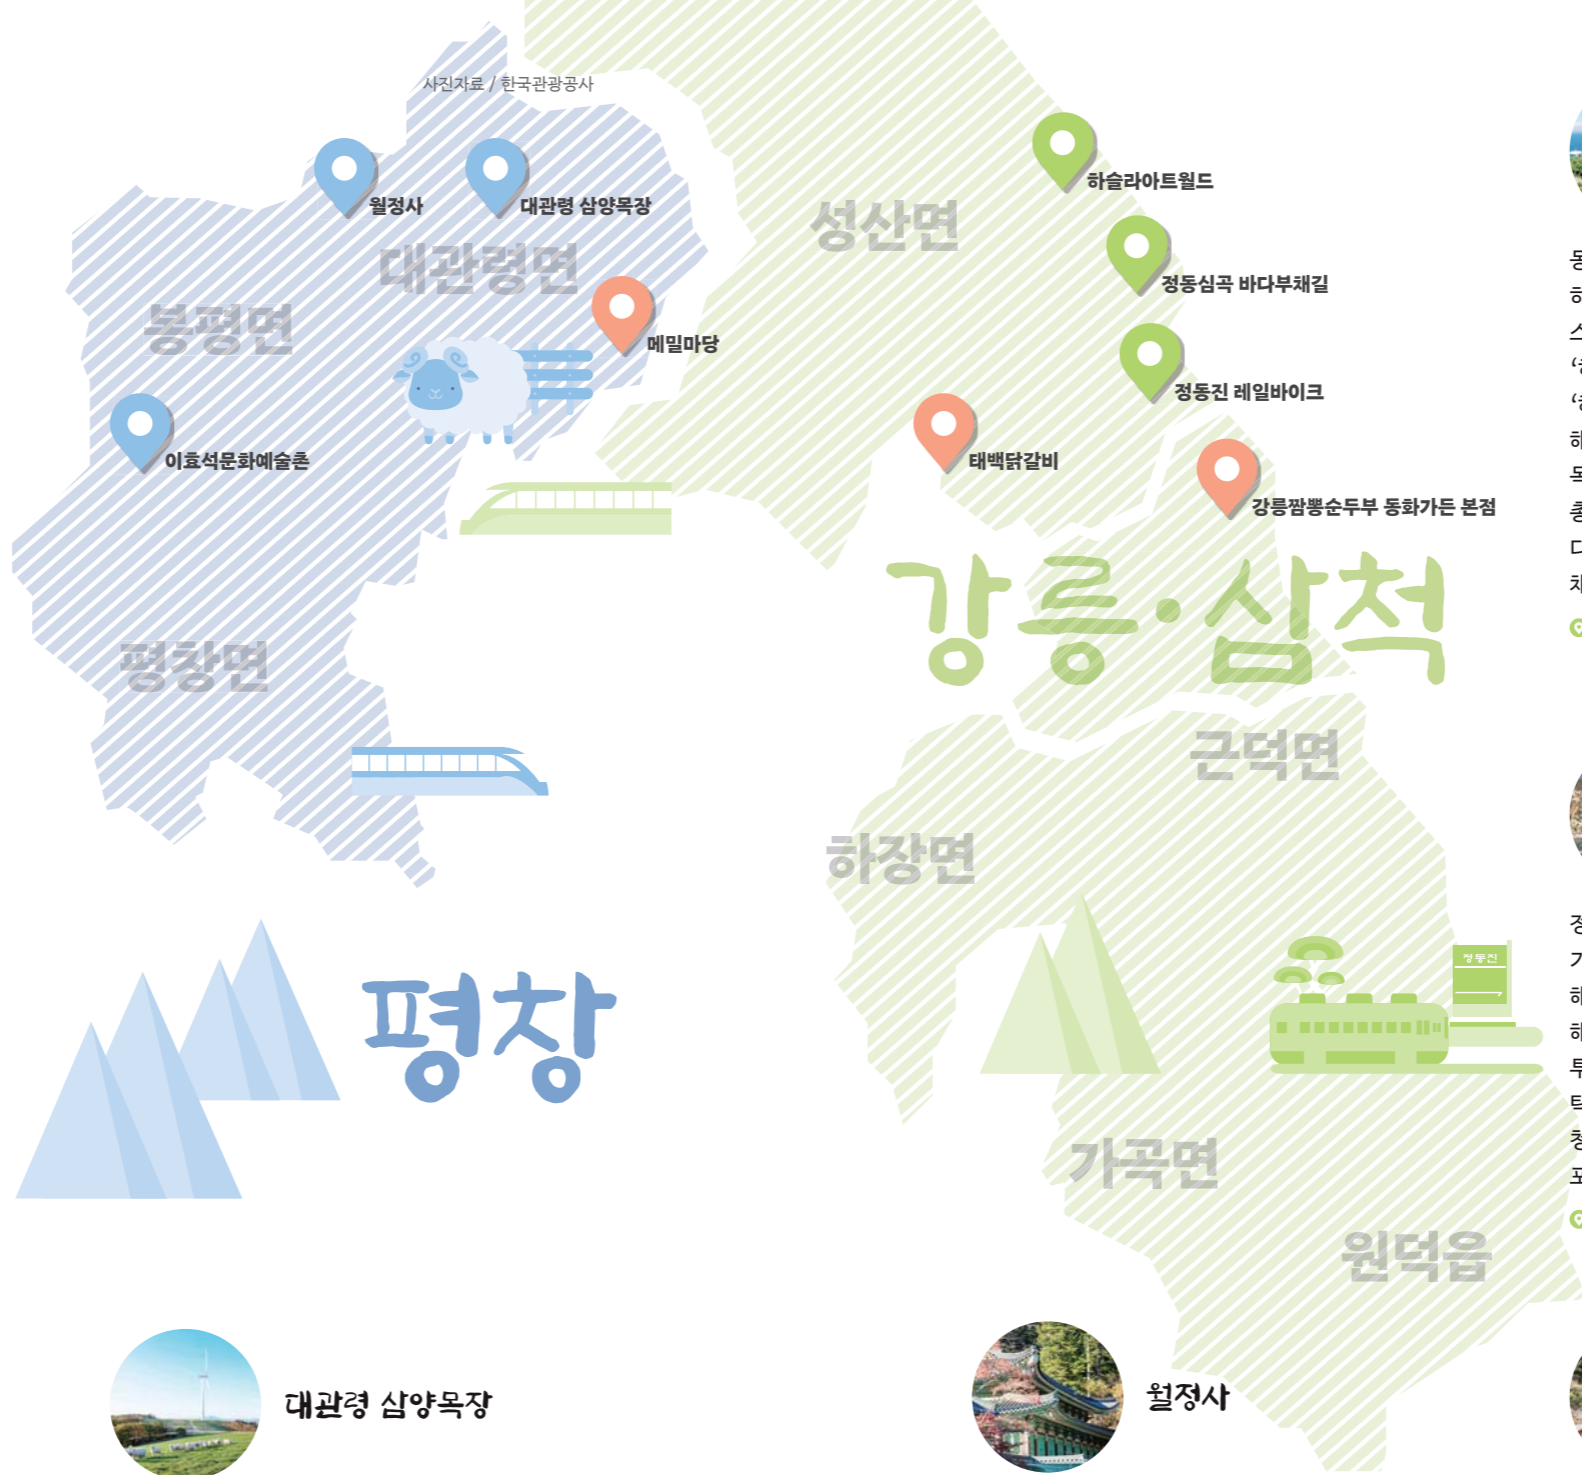 사진자료 / 한국관광공사
월정사
대관령 삼양목장
대관령면
봉평면
메밀마당
이효석문화예술촌
평창면
평창
하슬라아트월드
성산면
정동심곡 바다부채길
정동진 레일바이크
태백닭갈비
강릉짬뽕순두부 동화가든 본점
강릉·삼척
근덕면
하장면
정동진
가곡면
원덕읍
대관령 삼양목장
월정사